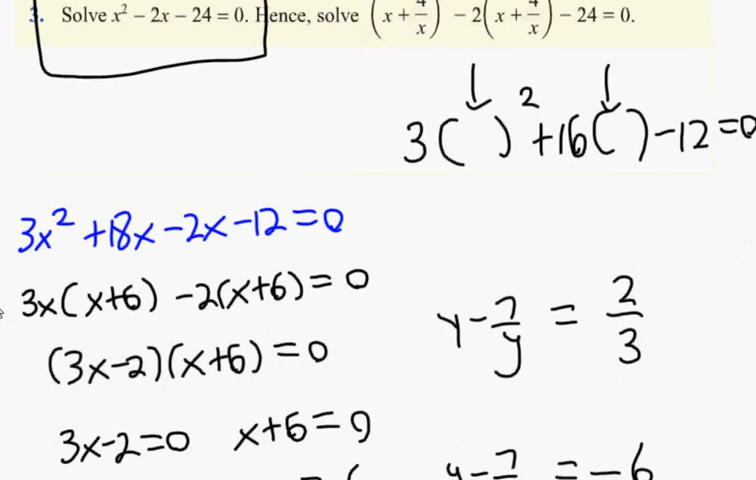 3. Solve x² − 2x − 24 = 0. Hence, solve (x + 4/x) − 2(x + 4/x) − 24 = 0.
3( )² + 16( ) − 12 = 0
3x² + 18x − 2x − 12 = 0
3x(x+6) − 2(x+6) = 0
(3x−2)(x+6) = 0
3x−2=0 x+6=0
y − 7/y = 2/3
y − 7 = −6